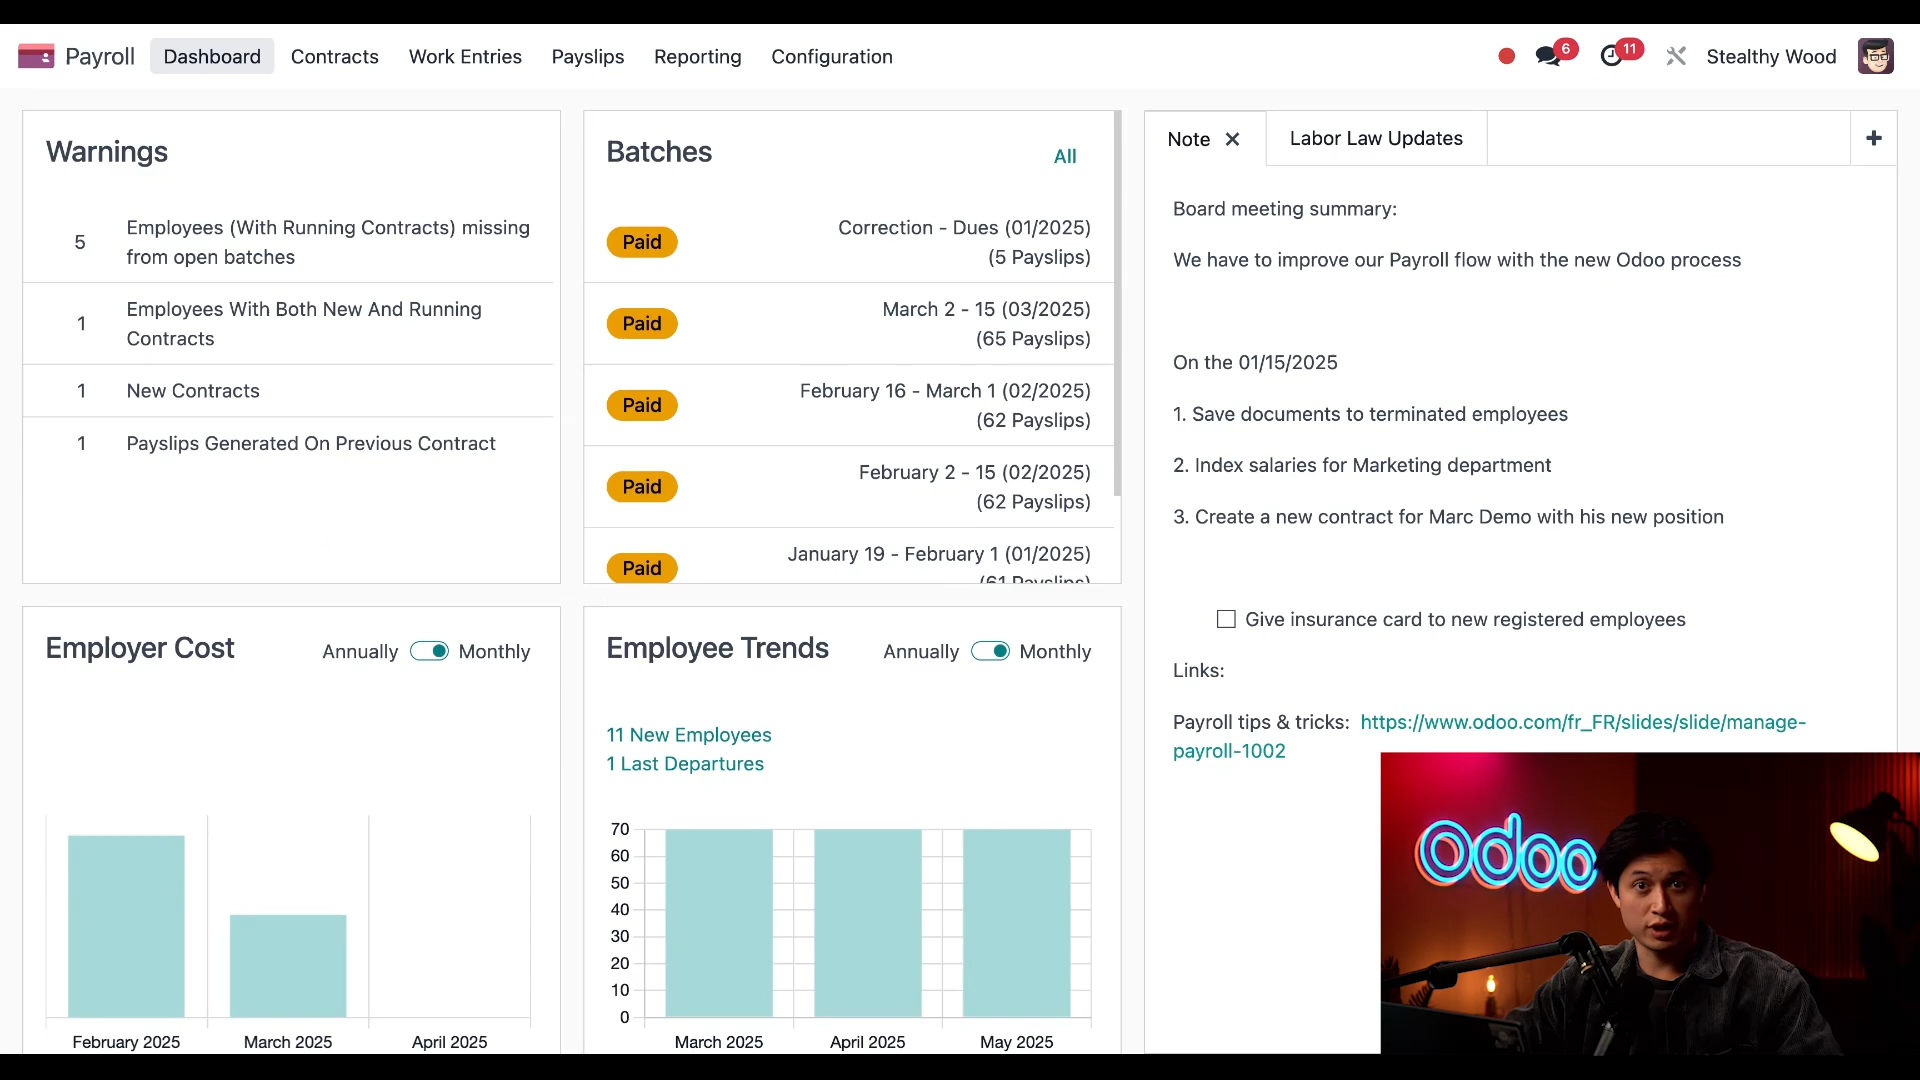 Payroll
Dashboard
Contracts
Work Entries
Payslips
Reporting
Configuration
6
11
Stealthy Wood
Warnings
5
Employees (With Running Contracts) missing
from open batches
1
Employees With Both New And Running
Contracts
1
New Contracts
1
Payslips Generated On Previous Contract
Batches
All
Paid
Correction - Dues (01/2025)
(5 Payslips)
Paid
March 2 - 15 (03/2025)
(65 Payslips)
Paid
February 16 - March 1 (02/2025)
(62 Payslips)
Paid
February 2 - 15 (02/2025)
(62 Payslips)
Paid
January 19 - February 1 (01/2025)
(61 Payslips)
Note
Labor Law Updates
Board meeting summary:
We have to improve our Payroll flow with the new Odoo process
On the 01/15/2025
1. Save documents to terminated employees
2. Index salaries for Marketing department
3. Create a new contract for Marc Demo with his new position
Give insurance card to new registered employees
Links:
Payroll tips & tricks: https://www.odoo.com/fr_FR/slides/slide/manage-
payroll-1002
Employer Cost
Annually
Monthly
February 2025
March 2025
April 2025
Employee Trends
Annually
Monthly
11 New Employees
1 Last Departures
70
60
50
40
30
20
10
0
March 2025
April 2025
May 2025
odoo